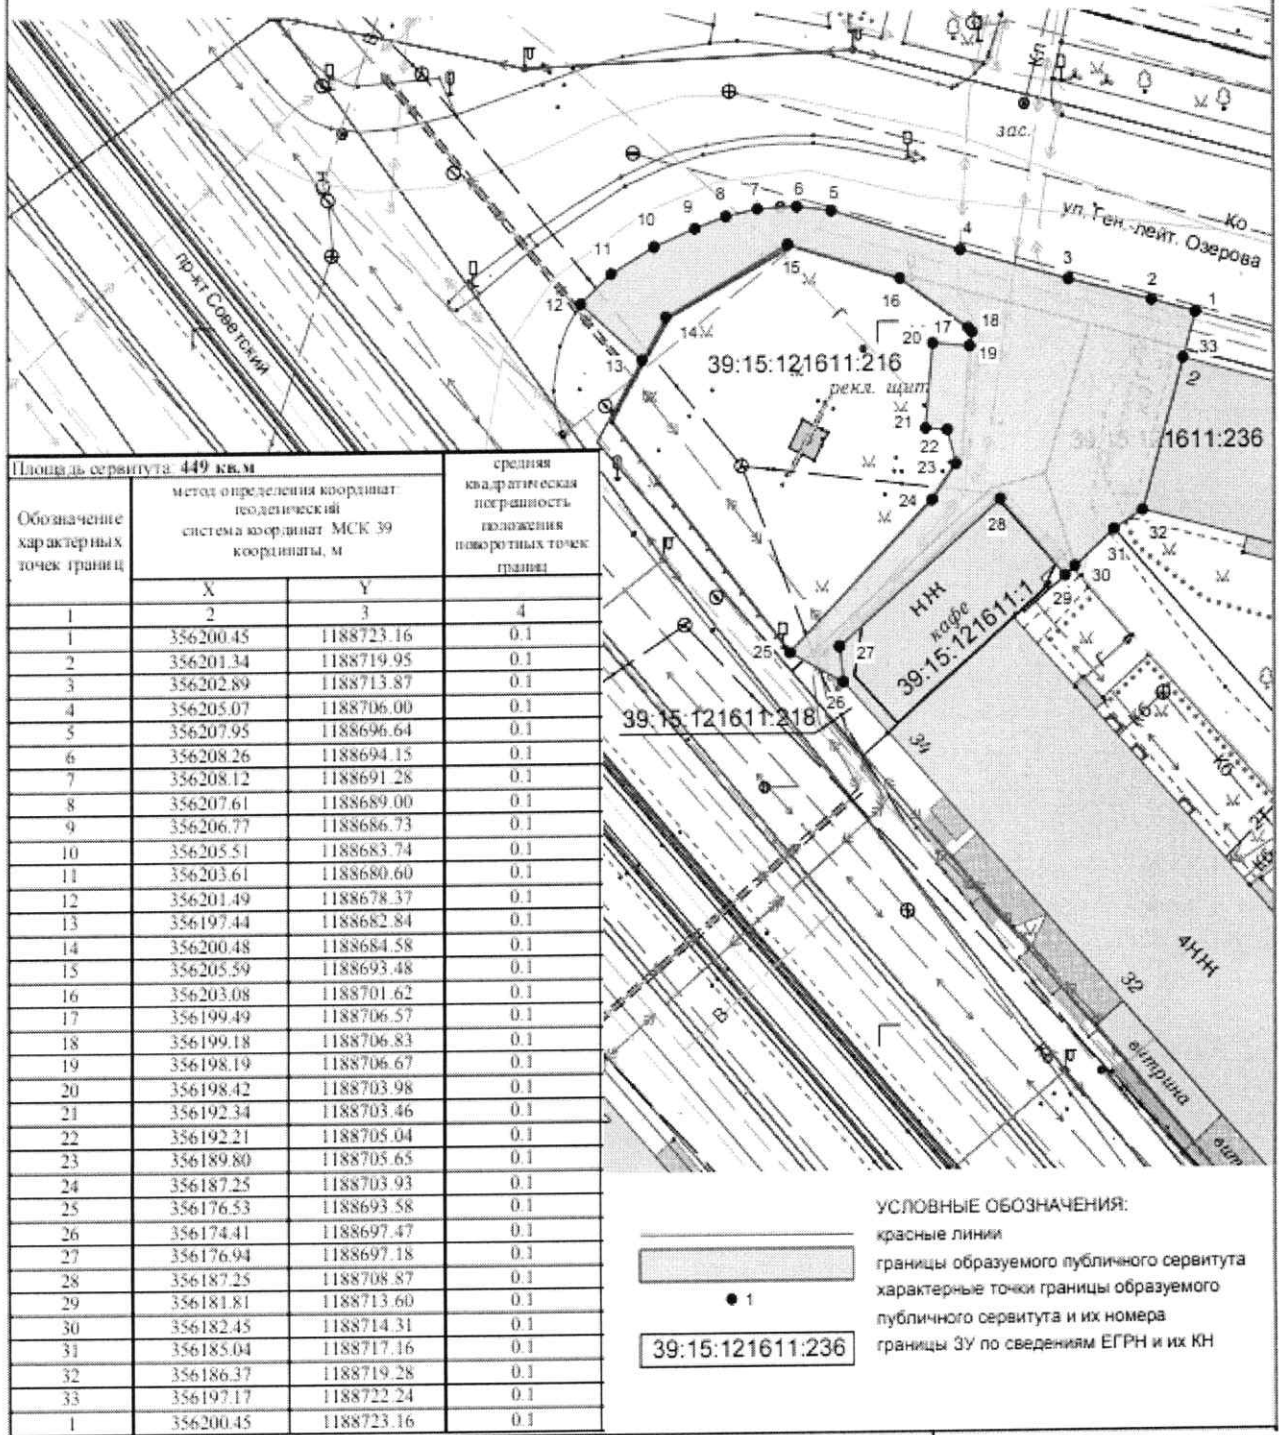 зас.
ул. Ген.-лейт. Озерова
Ко
пр-кт Советский
1
2
3
4
5
6
7
8
9
10
11
12
13
14
15
16
17
18
19
20
21
22
23
24
25
26
27
28
29
30
31
32
33
2
39:15:121611:216
рекл. щит
39:15:121611:236
НЖ
кафе
39:15:121611:1
39:15:121611:218
34
Кб
Кб
4НЖ
32
В
витрина
вит
Площадь сервитута: 449 кв.м
Обозначение характерных точек границ
метод определения координат:
геодезический
система координат МСК 39
координаты, м
средняя
квадратическая
погрешность
положения
поворотных точек
границ
X Y
1 2 3 4
1 356200.45 1188723.16 0.1
2 356201.34 1188719.95 0.1
3 356202.89 1188713.87 0.1
4 356205.07 1188706.00 0.1
5 356207.95 1188696.64 0.1
6 356208.26 1188694.15 0.1
7 356208.12 1188691.28 0.1
8 356207.61 1188689.00 0.1
9 356206.77 1188686.73 0.1
10 356205.51 1188683.74 0.1
11 356203.61 1188680.60 0.1
12 356201.49 1188678.37 0.1
13 356197.44 1188682.84 0.1
14 356200.48 1188684.58 0.1
15 356205.59 1188693.48 0.1
16 356203.08 1188701.62 0.1
17 356199.49 1188706.57 0.1
18 356199.18 1188706.83 0.1
19 356198.19 1188706.67 0.1
20 356198.42 1188703.98 0.1
21 356192.34 1188703.46 0.1
22 356192.21 1188705.04 0.1
23 356189.80 1188705.65 0.1
24 356187.25 1188703.93 0.1
25 356176.53 1188693.58 0.1
26 356174.41 1188697.47 0.1
27 356176.94 1188697.18 0.1
28 356187.25 1188708.87 0.1
29 356181.81 1188713.60 0.1
30 356182.45 1188714.31 0.1
31 356185.04 1188717.16 0.1
32 356186.37 1188719.28 0.1
33 356197.17 1188722.24 0.1
1 356200.45 1188723.16 0.1
УСЛОВНЫЕ ОБОЗНАЧЕНИЯ:
красные линии
границы образуемого публичного сервитута
1 характерные точки границы образуемого
публичного сервитута и их номера
39:15:121611:236 границы ЗУ по сведениям ЕГРН и их КН